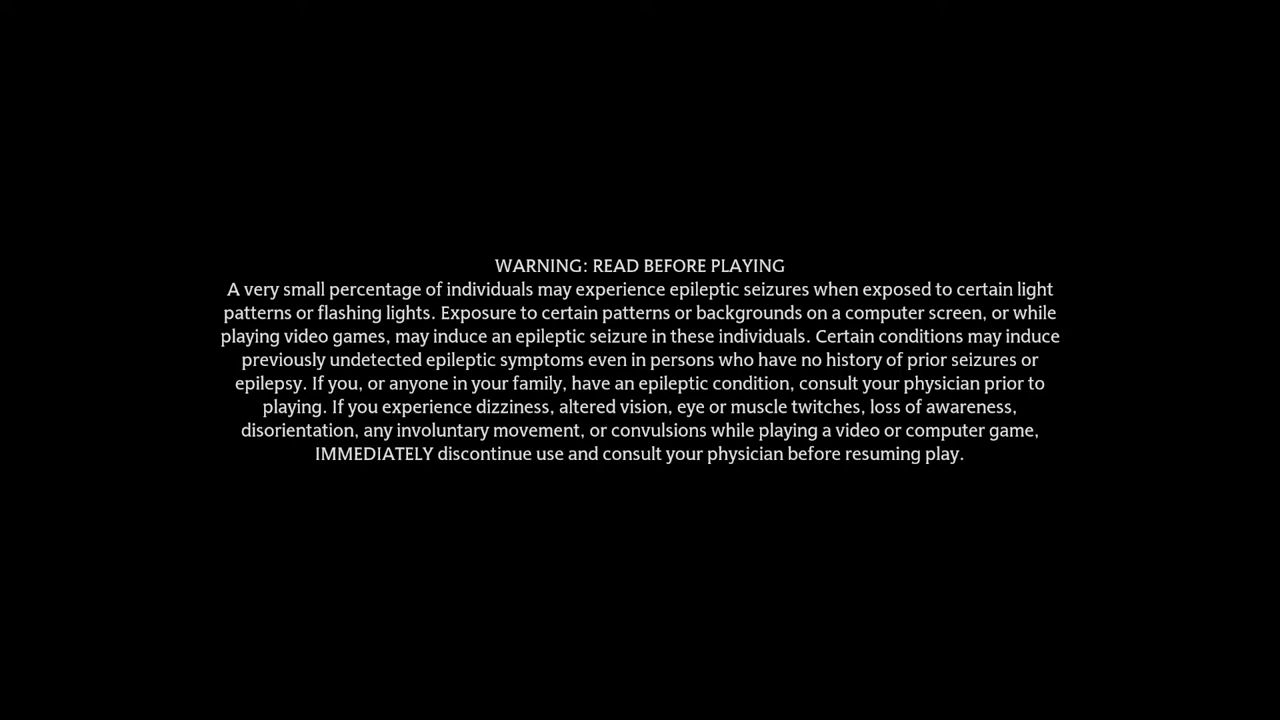 WARNING: READ BEFORE PLAYING
A very small percentage of individuals may experience epileptic seizures when exposed to certain light
patterns or flashing lights. Exposure to certain patterns or backgrounds on a computer screen, or while
playing video games, may induce an epileptic seizure in these individuals. Certain conditions may induce
previously undetected epileptic symptoms even in persons who have no history of prior seizures or
epilepsy. If you, or anyone in your family, have an epileptic condition, consult your physician prior to
playing. If you experience dizziness, altered vision, eye or muscle twitches, loss of awareness,
disorientation, any involuntary movement, or convulsions while playing a video or computer game,
IMMEDIATELY discontinue use and consult your physician before resuming play.